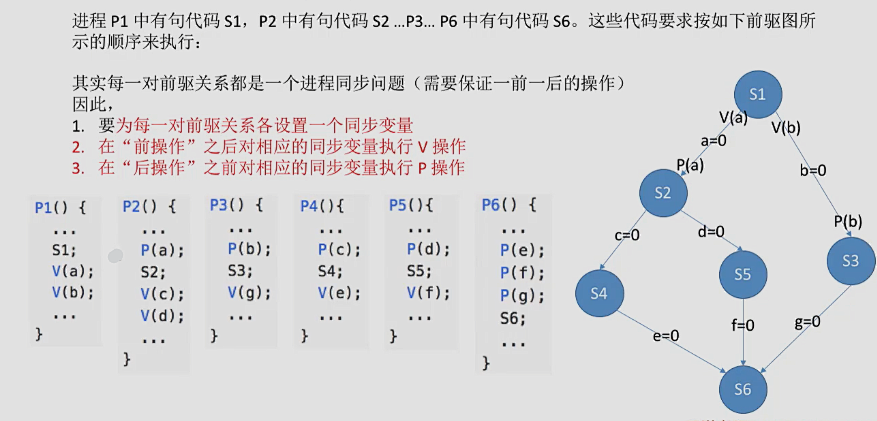 进程 P1 中有句代码 S1，P2 中有句代码 S2 …P3… P6 中有句代码 S6。这些代码要求按如下前驱图所
示的顺序来执行：
其实每一对前驱关系都是一个进程同步问题（需要保证一前一后的操作）
因此，
1. 要为每一对前驱关系各设置一个同步变量
2. 在“前操作”之后对相应的同步变量执行 V 操作
3. 在“后操作”之前对相应的同步变量执行 P 操作
P1() {
...
S1;
V(a);
V(b);
...
}
P2() {
...
P(a);
S2;
V(c);
V(d);
...
}
P3() {
...
P(b);
S3;
V(g);
...
}
P4(){
...
P(c);
S4;
V(e);
...
}
P5(){
...
P(d);
S5;
V(f);
...
}
P6() {
...
P(e);
P(f);
P(g);
S6;
...
}
S1
V(a)
V(b)
a=0
P(a)
b=0
S2
P(b)
c=0
d=0
S3
S5
S4
f=0
g=0
e=0
S6